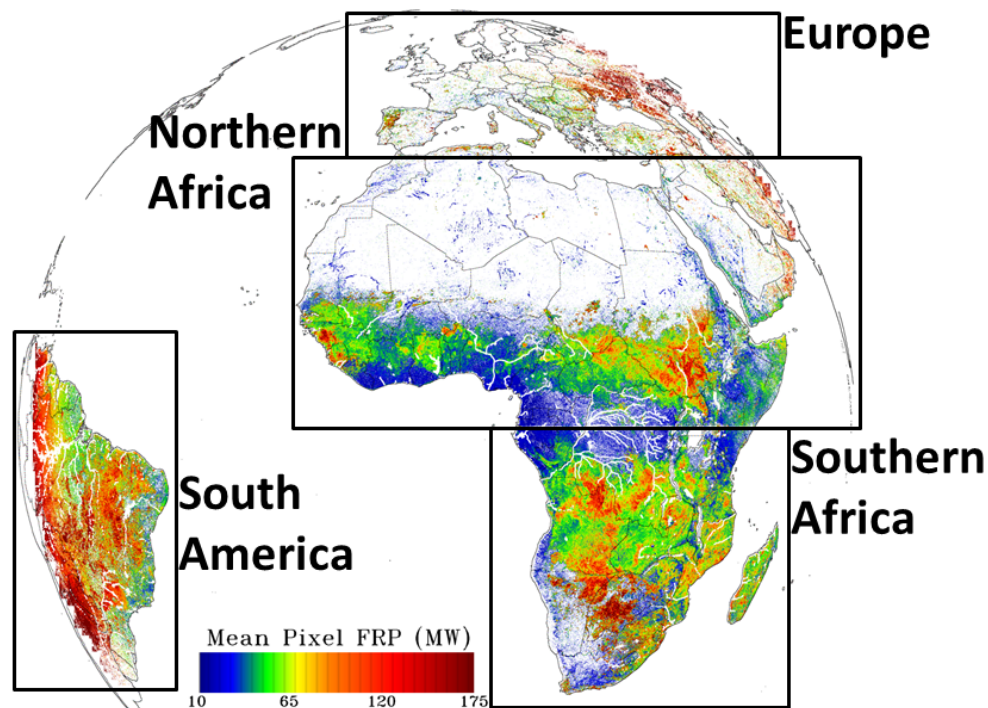 Europe
Northern
Africa
Southern
Africa
South
America
Mean Pixel FRP (MW)
10 65 120 175